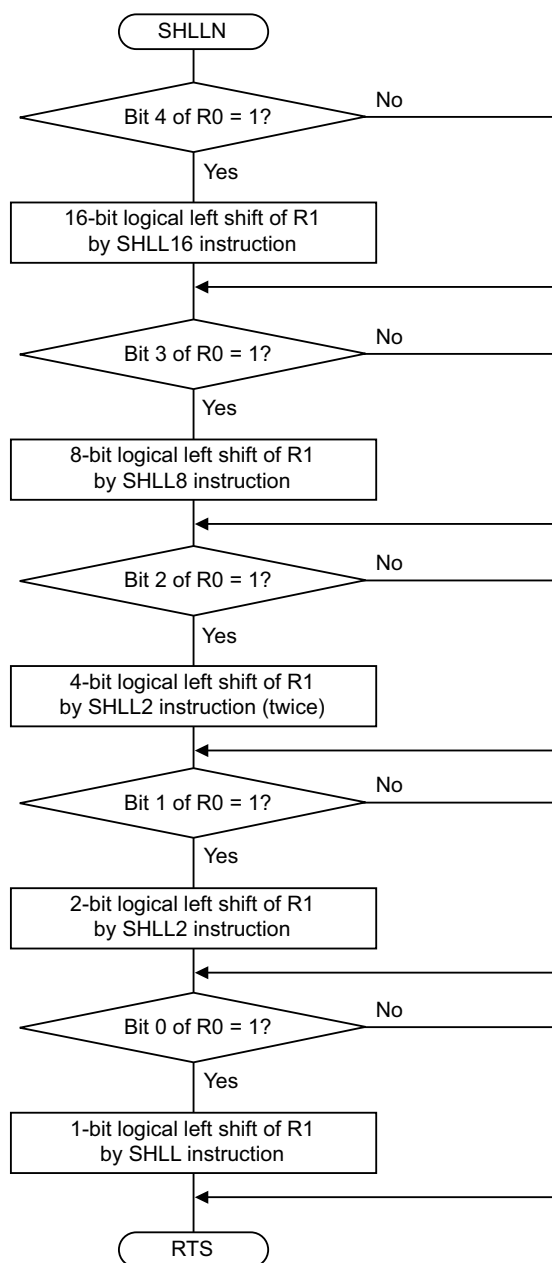 SHLLN
Bit 4 of R0 = 1?
No
Yes
16-bit logical left shift of R1
by SHLL16 instruction
Bit 3 of R0 = 1?
No
Yes
8-bit logical left shift of R1
by SHLL8 instruction
Bit 2 of R0 = 1?
No
Yes
4-bit logical left shift of R1
by SHLL2 instruction (twice)
Bit 1 of R0 = 1?
No
Yes
2-bit logical left shift of R1
by SHLL2 instruction
Bit 0 of R0 = 1?
No
Yes
1-bit logical left shift of R1
by SHLL instruction
RTS